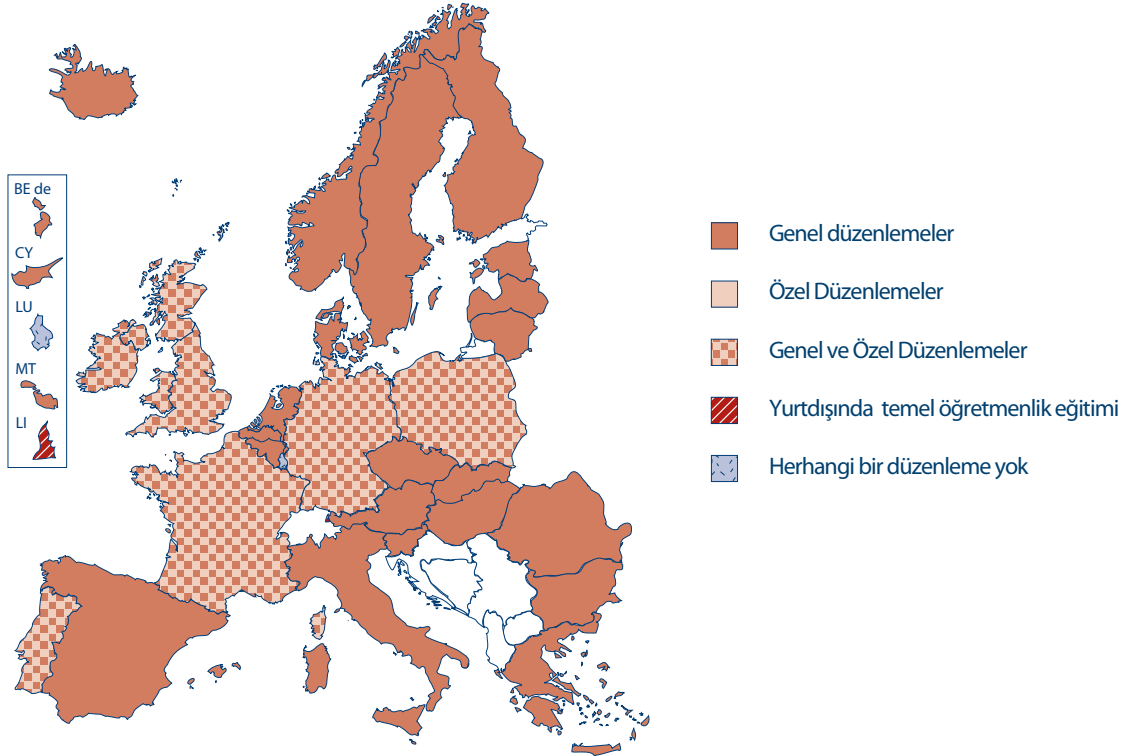 BE de
CY
LU
MT
LI
Genel düzenlemeler
Özel Düzenlemeler
Genel ve Özel Düzenlemeler
Yurtdışında temel öğretmenlik eğitimi
Herhangi bir düzenleme yok